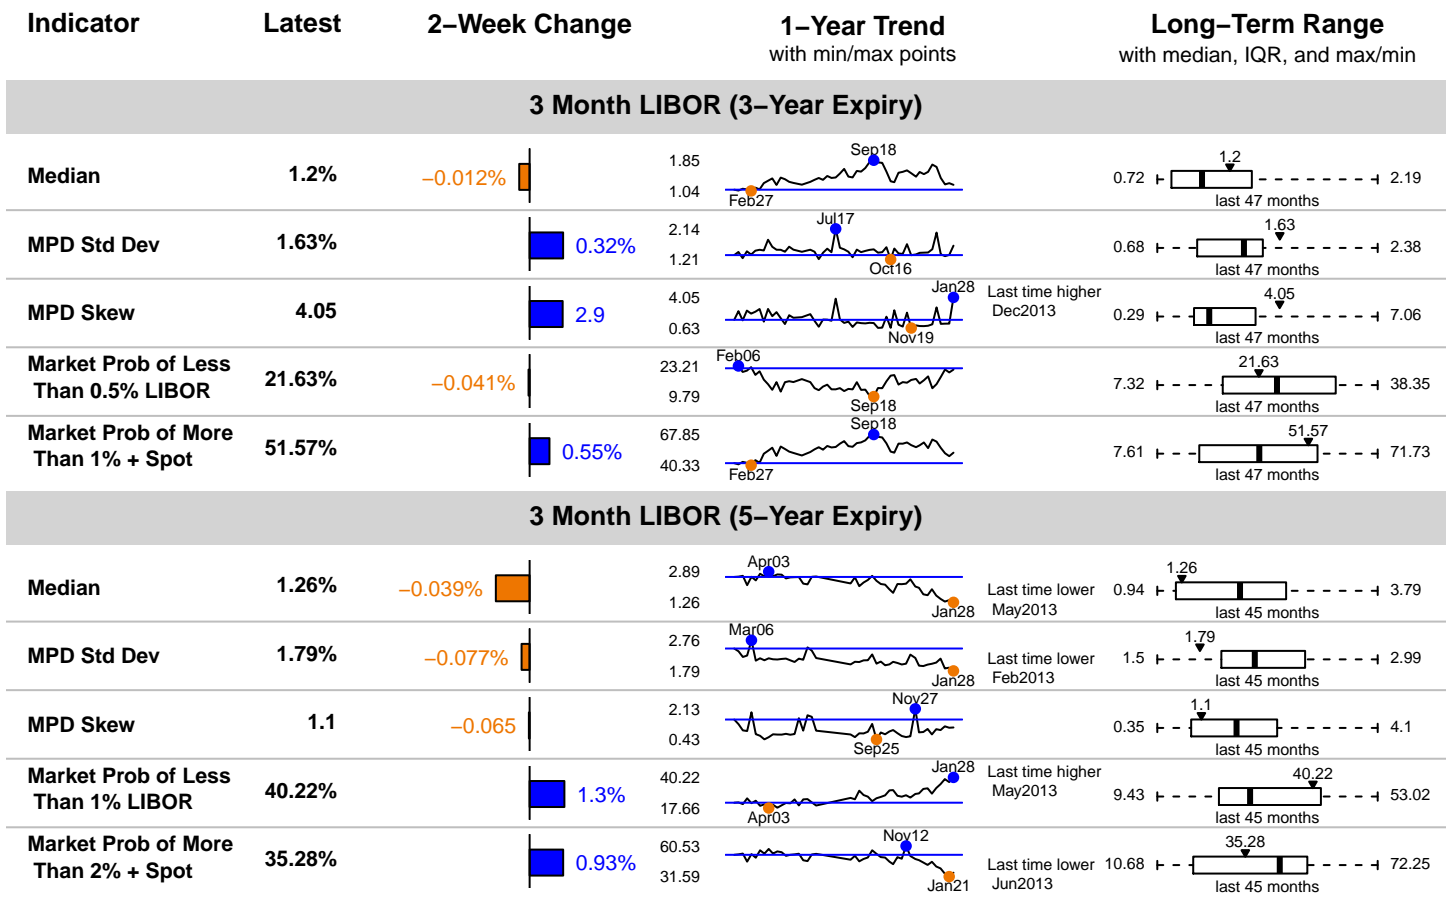 Indicator Latest 2–Week Change 1–Year Trend Long–Term Range
with min/max points with median, IQR, and max/min
3 Month LIBOR (3–Year Expiry)
Median 1.2% −0.012% 1.85 1.04 Sep18 Feb27 0.72 1.2 2.19 last 47 months
MPD Std Dev 1.63% 0.32% 2.14 1.21 Jul17 Oct16 0.68 1.63 2.38 last 47 months
MPD Skew 4.05 2.9 4.05 0.63 Jan28 Nov19 Last time higher Dec2013 0.29 4.05 7.06 last 47 months
Market Prob of Less
Than 0.5% LIBOR 21.63% −0.041% 23.21 9.79 Feb06 Sep18 7.32 21.63 38.35 last 47 months
Market Prob of More
Than 1% + Spot 51.57% 0.55% 67.85 40.33 Sep18 Feb27 7.61 51.57 71.73 last 47 months
3 Month LIBOR (5–Year Expiry)
Median 1.26% −0.039% 2.89 1.26 Apr03 Jan28 Last time lower May2013 0.94 1.26 3.79 last 45 months
MPD Std Dev 1.79% −0.077% 2.76 1.79 Mar06 Jan28 Last time lower Feb2013 1.5 1.79 2.99 last 45 months
MPD Skew 1.1 −0.065 2.13 0.43 Nov27 Sep25 0.35 1.1 4.1 last 45 months
Market Prob of Less
Than 1% LIBOR 40.22% 1.3% 40.22 17.66 Jan28 Apr03 Last time higher May2013 9.43 40.22 53.02 last 45 months
Market Prob of More
Than 2% + Spot 35.28% 0.93% 60.53 31.59 Nov12 Jan21 Last time lower Jun2013 10.68 35.28 72.25 last 45 months